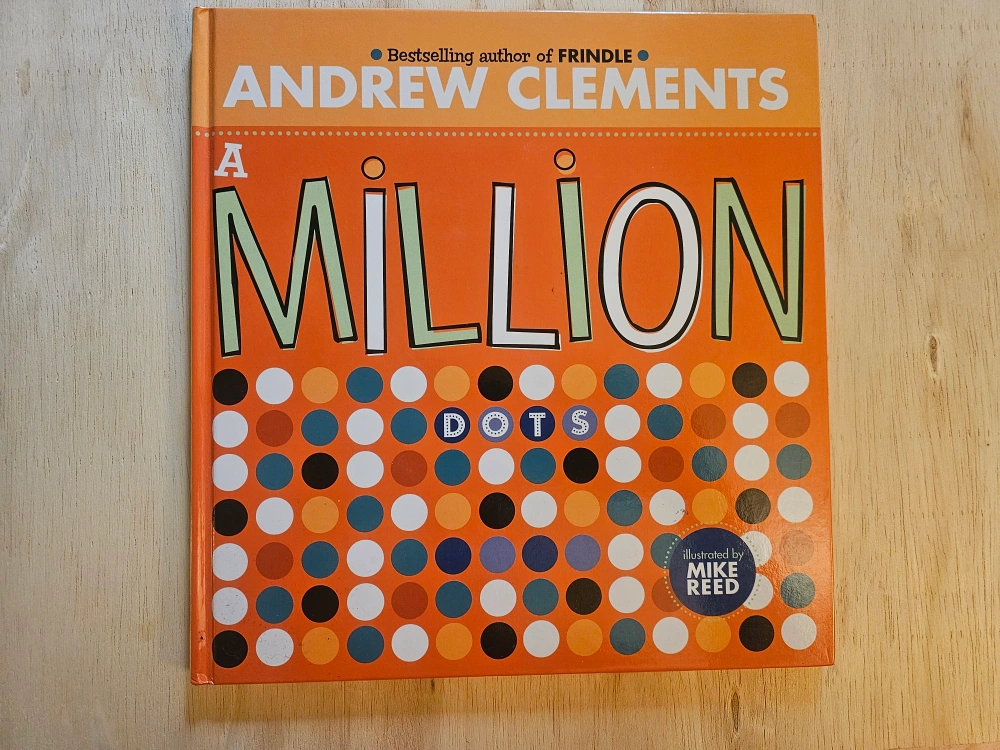 Bestselling author of FRINDLE
ANDREW CLEMENTS
A
MiLLiON
DOTS
illustrated by
MIKE
REED